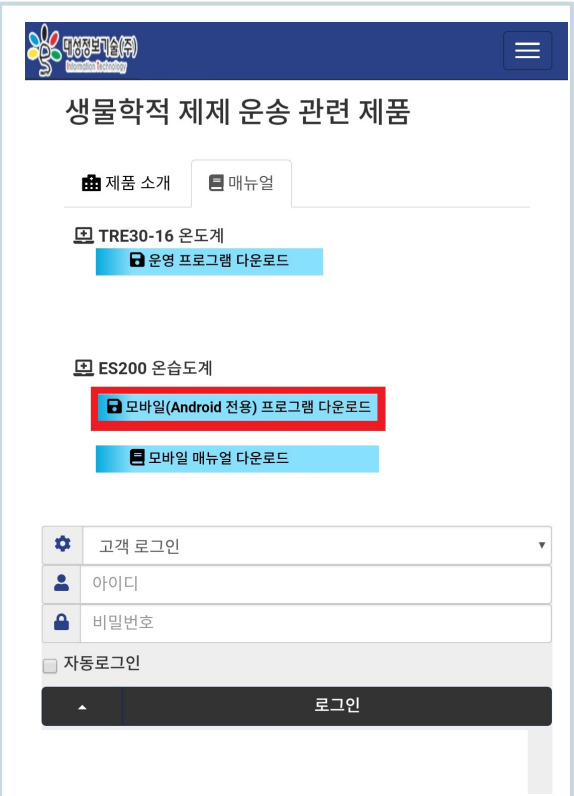 대성정보기술(주)
Information Technology
생물학적 제제 운송 관련 제품
제품 소개
매뉴얼
TRE30-16 온도계
운영 프로그램 다운로드
ES200 온습도계
모바일(Android 전용) 프로그램 다운로드
모바일 매뉴얼 다운로드
고객 로그인
아이디
비밀번호
자동로그인
로그인